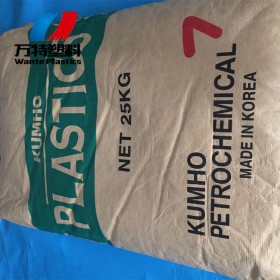 万特塑料
Wante Plastics
KUMHO
PLASTICS
NET 25KG
KUMHO
PETROCHEMICAL
MADE IN KOREA